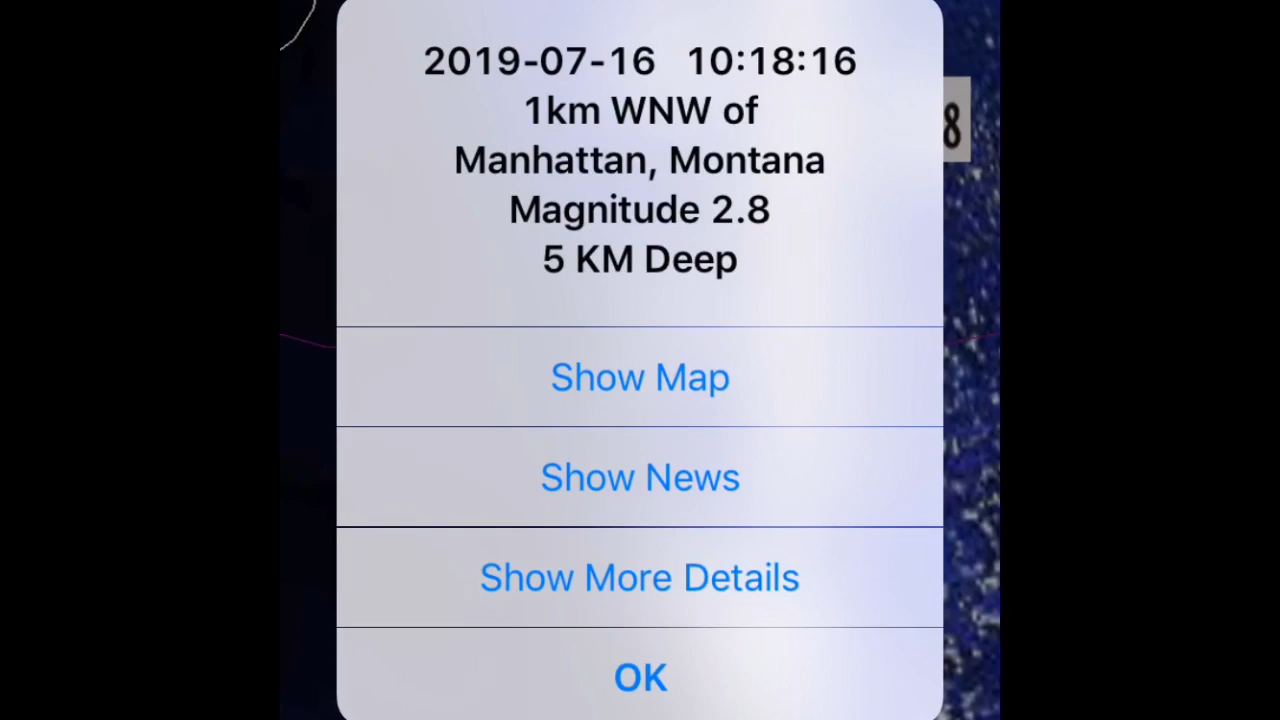 2019-07-16 10:18:16
1km WNW of
Manhattan, Montana
Magnitude 2.8
5 KM Deep
8
Show Map
Show News
Show More Details
OK